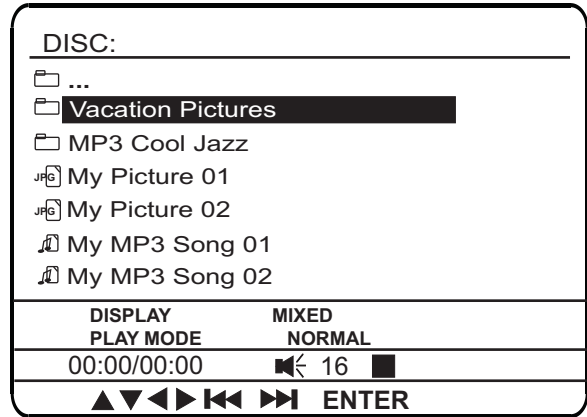 DISC:
...
Vacation Pictures
MP3 Cool Jazz
JPG My Picture 01
JPG My Picture 02
My MP3 Song 01
My MP3 Song 02
DISPLAY MIXED
PLAY MODE NORMAL
00:00/00:00 16
ENTER